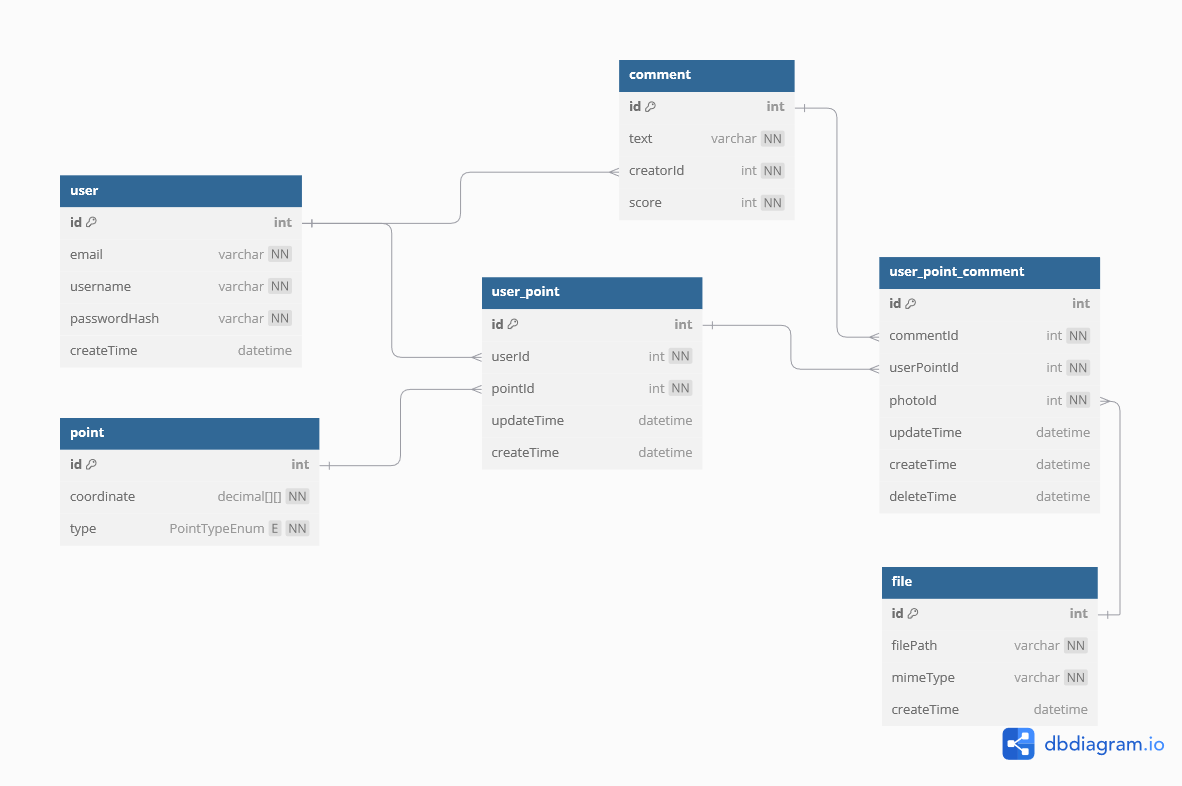 comment
id int
text varchar NN
creatorId int NN
score int NN
user
id int
email varchar NN
username varchar NN
passwordHash varchar NN
createTime datetime
user_point
id int
userId int NN
pointId int NN
updateTime datetime
createTime datetime
user_point_comment
id int
commentId int NN
userPointId int NN
photoId int NN
updateTime datetime
createTime datetime
deleteTime datetime
point
id int
coordinate decimal[][] NN
type PointTypeEnum E NN
file
id int
filePath varchar NN
mimeType varchar NN
createTime datetime
dbdiagram.io